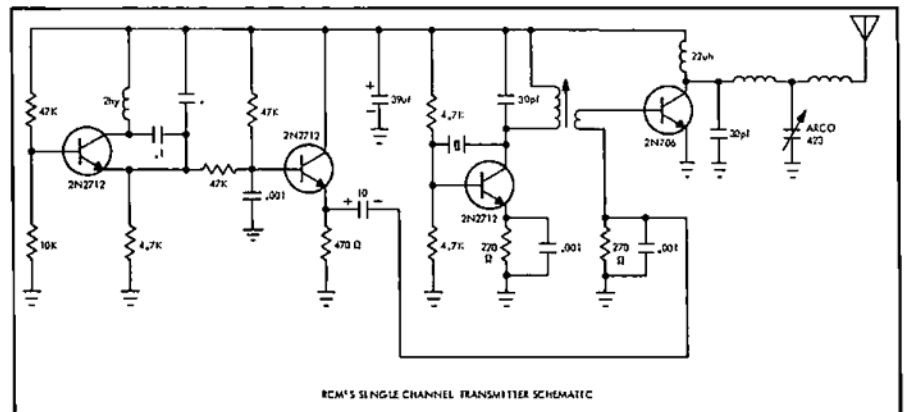 47K
2hy
.1
2N2712
10K
4.7K
47K
47K
.001
2N2712
470 Ω
39uf
10
4.7K
4.7K
30pf
2N2712
270
Ω
.001
270
Ω
.001
22uh
2N706
30pf
ARCO
423
RCM'S SINGLE CHANNEL TRANSMITTER SCHEMATIC